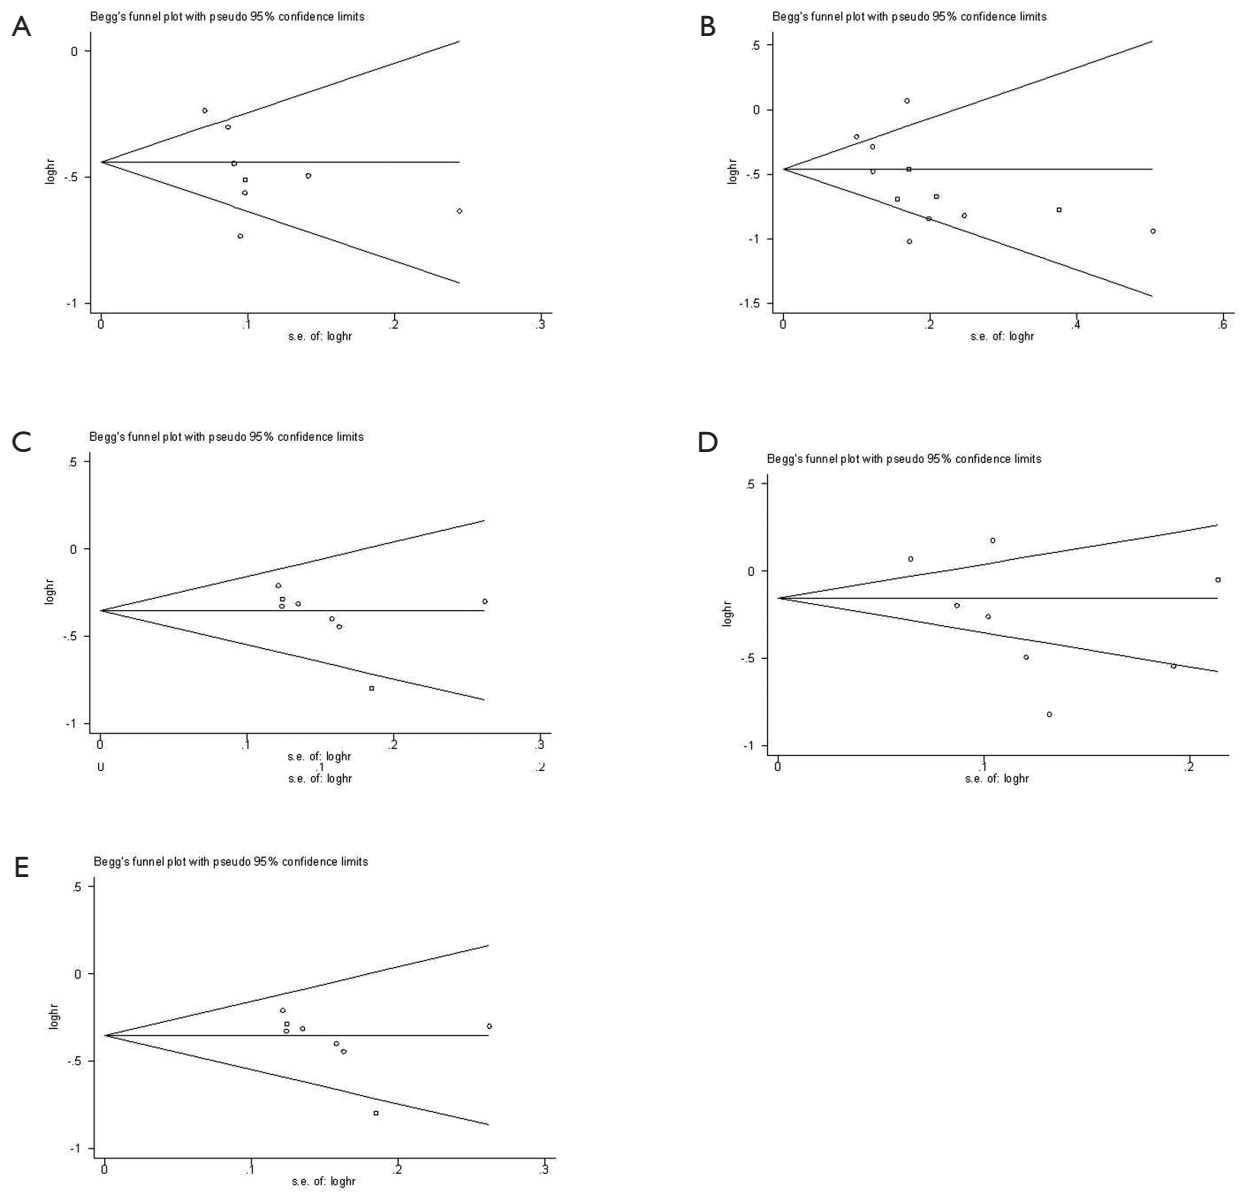 A
Begg's funnel plot with pseudo 95% confidence limits
0
-.5
-1
loghr
0 .1 .2 .3
s.e. of: loghr
B
Begg's funnel plot with pseudo 95% confidence limits
.5
0
-.5
-1
-1.5
loghr
0 .2 .4 .6
s.e. of: loghr
C
Begg's funnel plot with pseudo 95% confidence limits
.5
0
-.5
-1
loghr
0 .1 .2 .3
s.e. of: loghr
0 .1 .2
s.e. of: loghr
D
Begg's funnel plot with pseudo 95% confidence limits
.5
0
-.5
-1
loghr
0 .1 .2
s.e. of: loghr
E
Begg's funnel plot with pseudo 95% confidence limits
.5
0
-.5
-1
loghr
0 .1 .2 .3
s.e. of: loghr